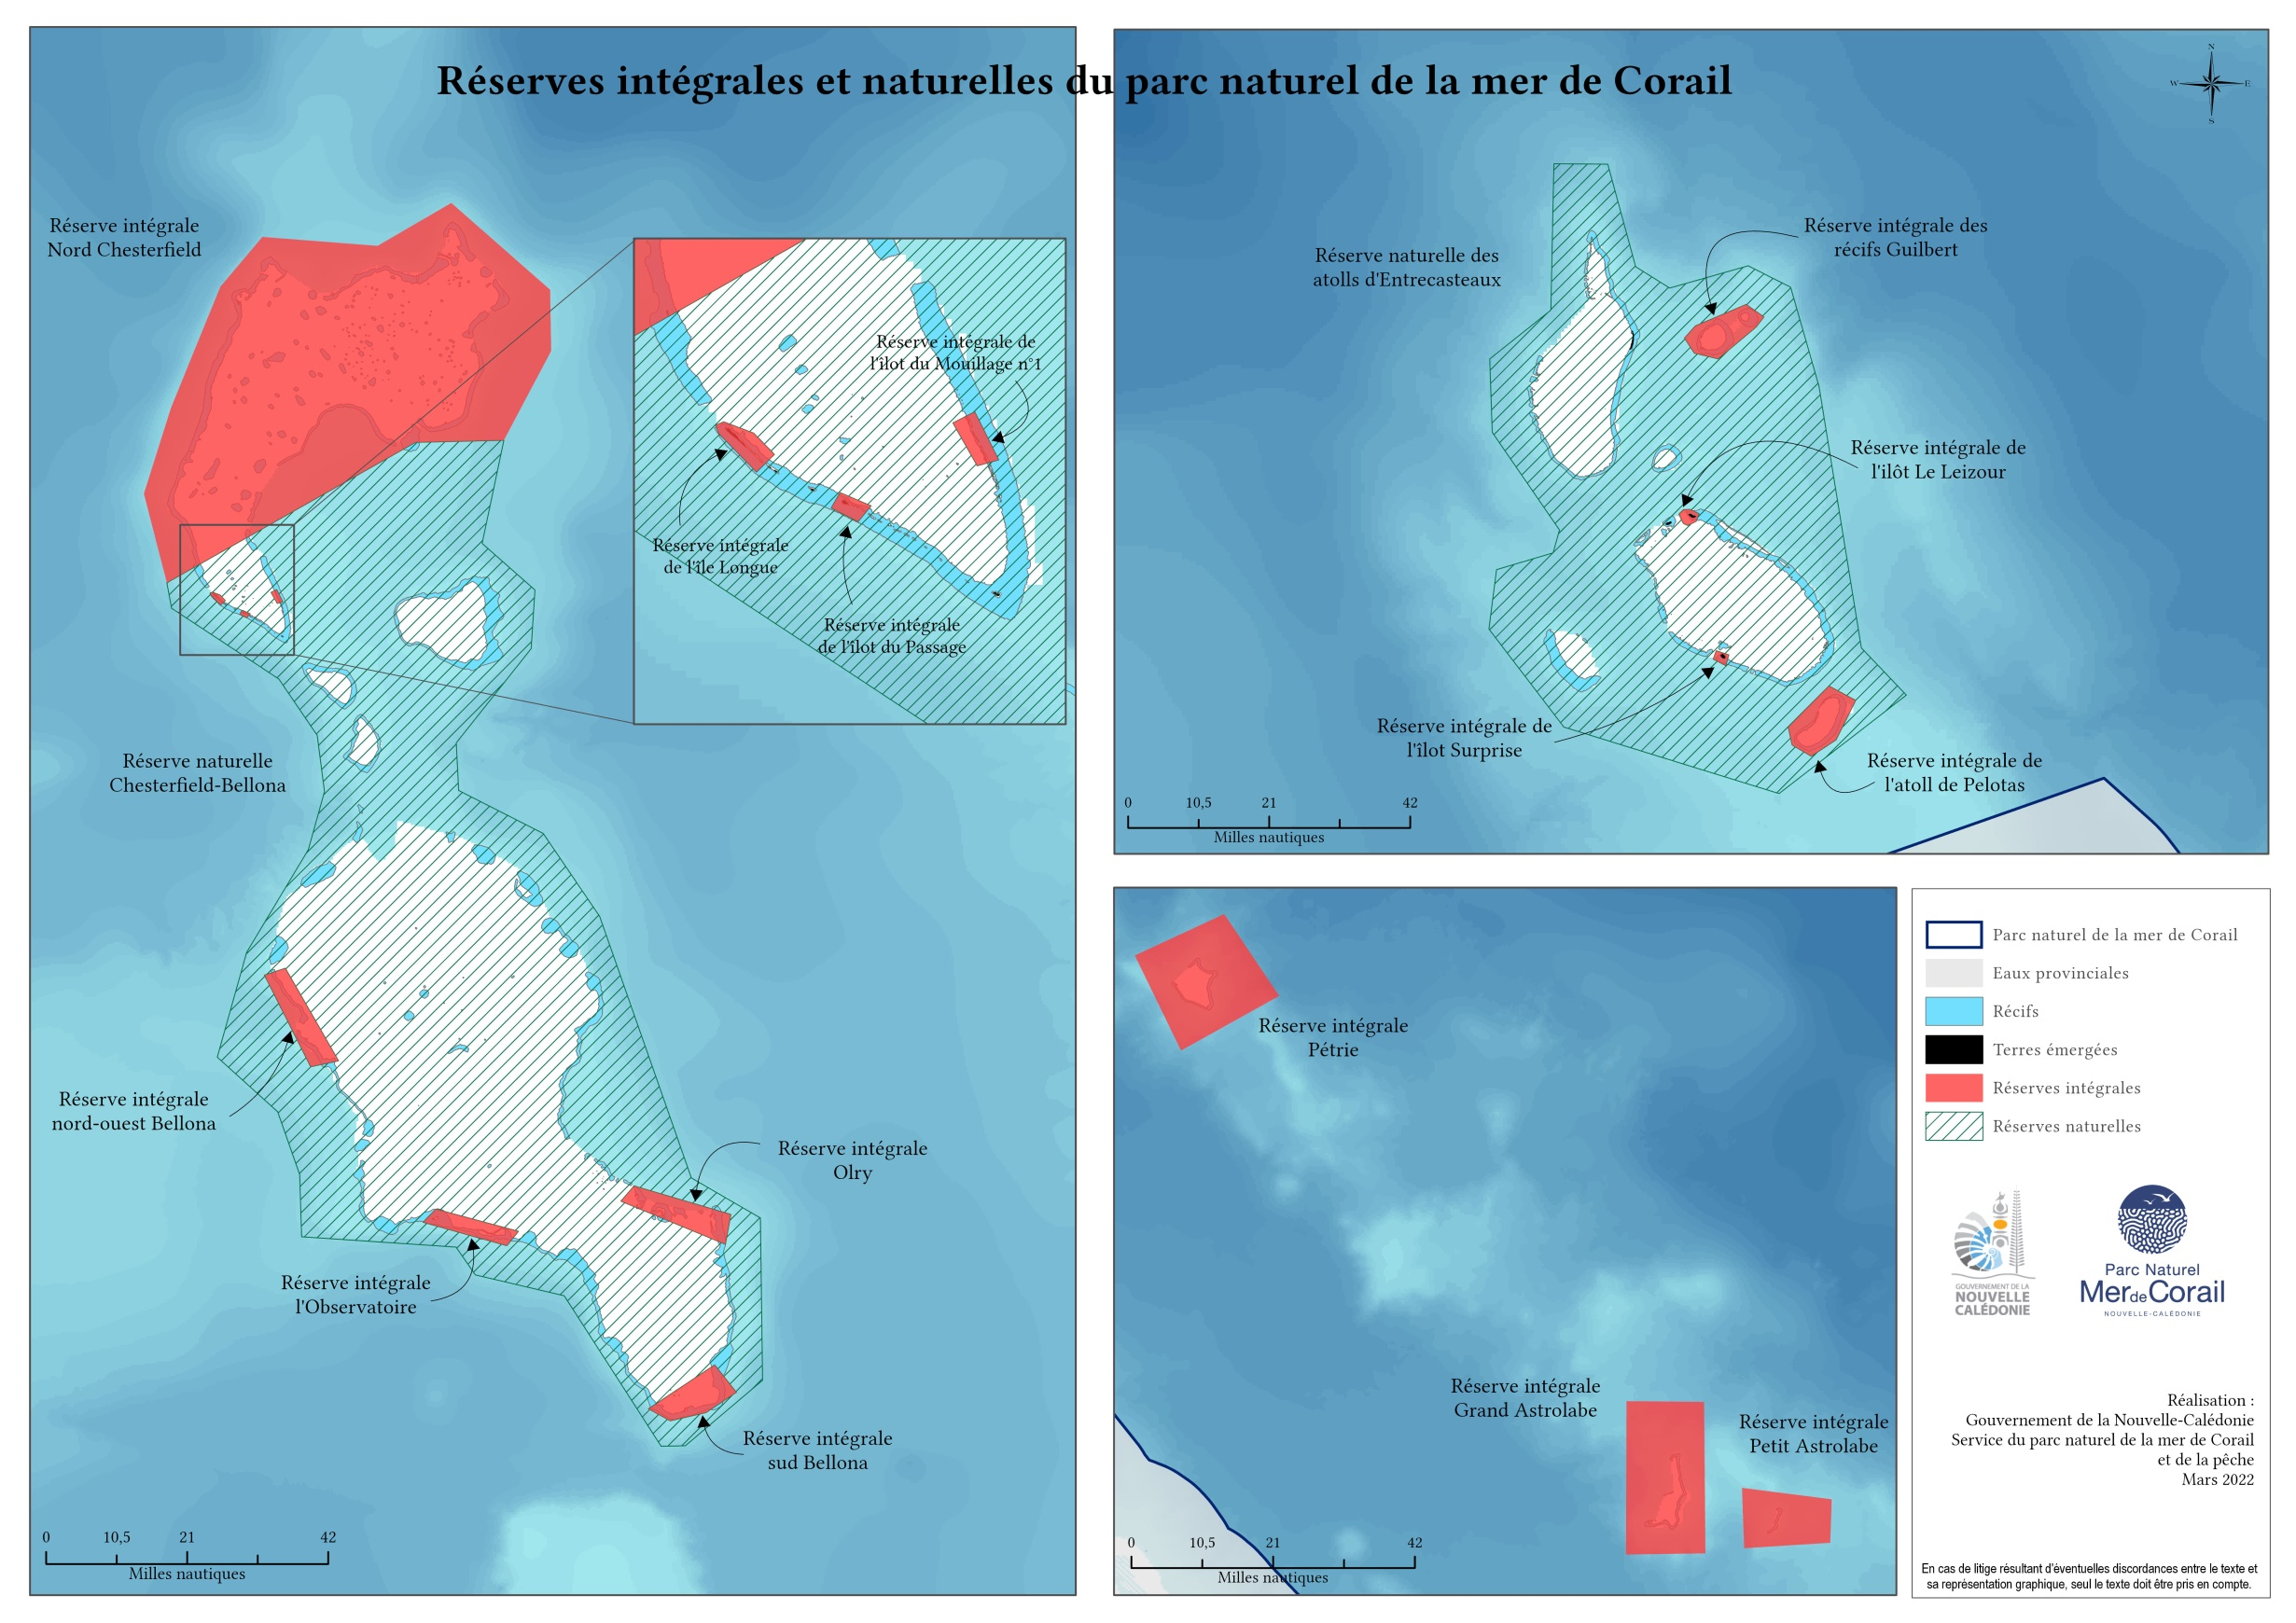 Réserves intégrales et naturelles du parc naturel de la mer de Corail
Réserve intégrale
Nord Chesterfield
Réserve intégrale de
l'îlot du Mouillage n°1
Réserve intégrale
de l'île Longue
Réserve intégrale
de l'îlot du Passage
Réserve naturelle
Chesterfield-Bellona
Réserve intégrale
nord-ouest Bellona
Réserve intégrale
Olry
Réserve intégrale
l'Observatoire
Réserve intégrale
sud Bellona
0 10,5 21 42
Milles nautiques
N
W E
S
Réserve naturelle des
atolls d'Entrecasteaux
Réserve intégrale des
récifs Guilbert
Réserve intégrale de
l'ilôt Le Leizour
Réserve intégrale de
l'îlot Surprise
Réserve intégrale de
l'atoll de Pelotas
0 10,5 21 42
Milles nautiques
Réserve intégrale
Pétrie
Réserve intégrale
Grand Astrolabe
Réserve intégrale
Petit Astrolabe
0 10,5 21 42
Milles nautiques
Parc naturel de la mer de Corail
Eaux provinciales
Récifs
Terres émergées
Réserves intégrales
Réserves naturelles
GOUVERNEMENT DE LA
NOUVELLE
CALÉDONIE
Parc Naturel
Mer de Corail
NOUVELLE-CALÉDONIE
Réalisation :
Gouvernement de la Nouvelle-Calédonie
Service du parc naturel de la mer de Corail
et de la pêche
Mars 2022
En cas de litige résultant d'éventuelles discordances entre le texte et
sa représentation graphique, seul le texte doit être pris en compte.